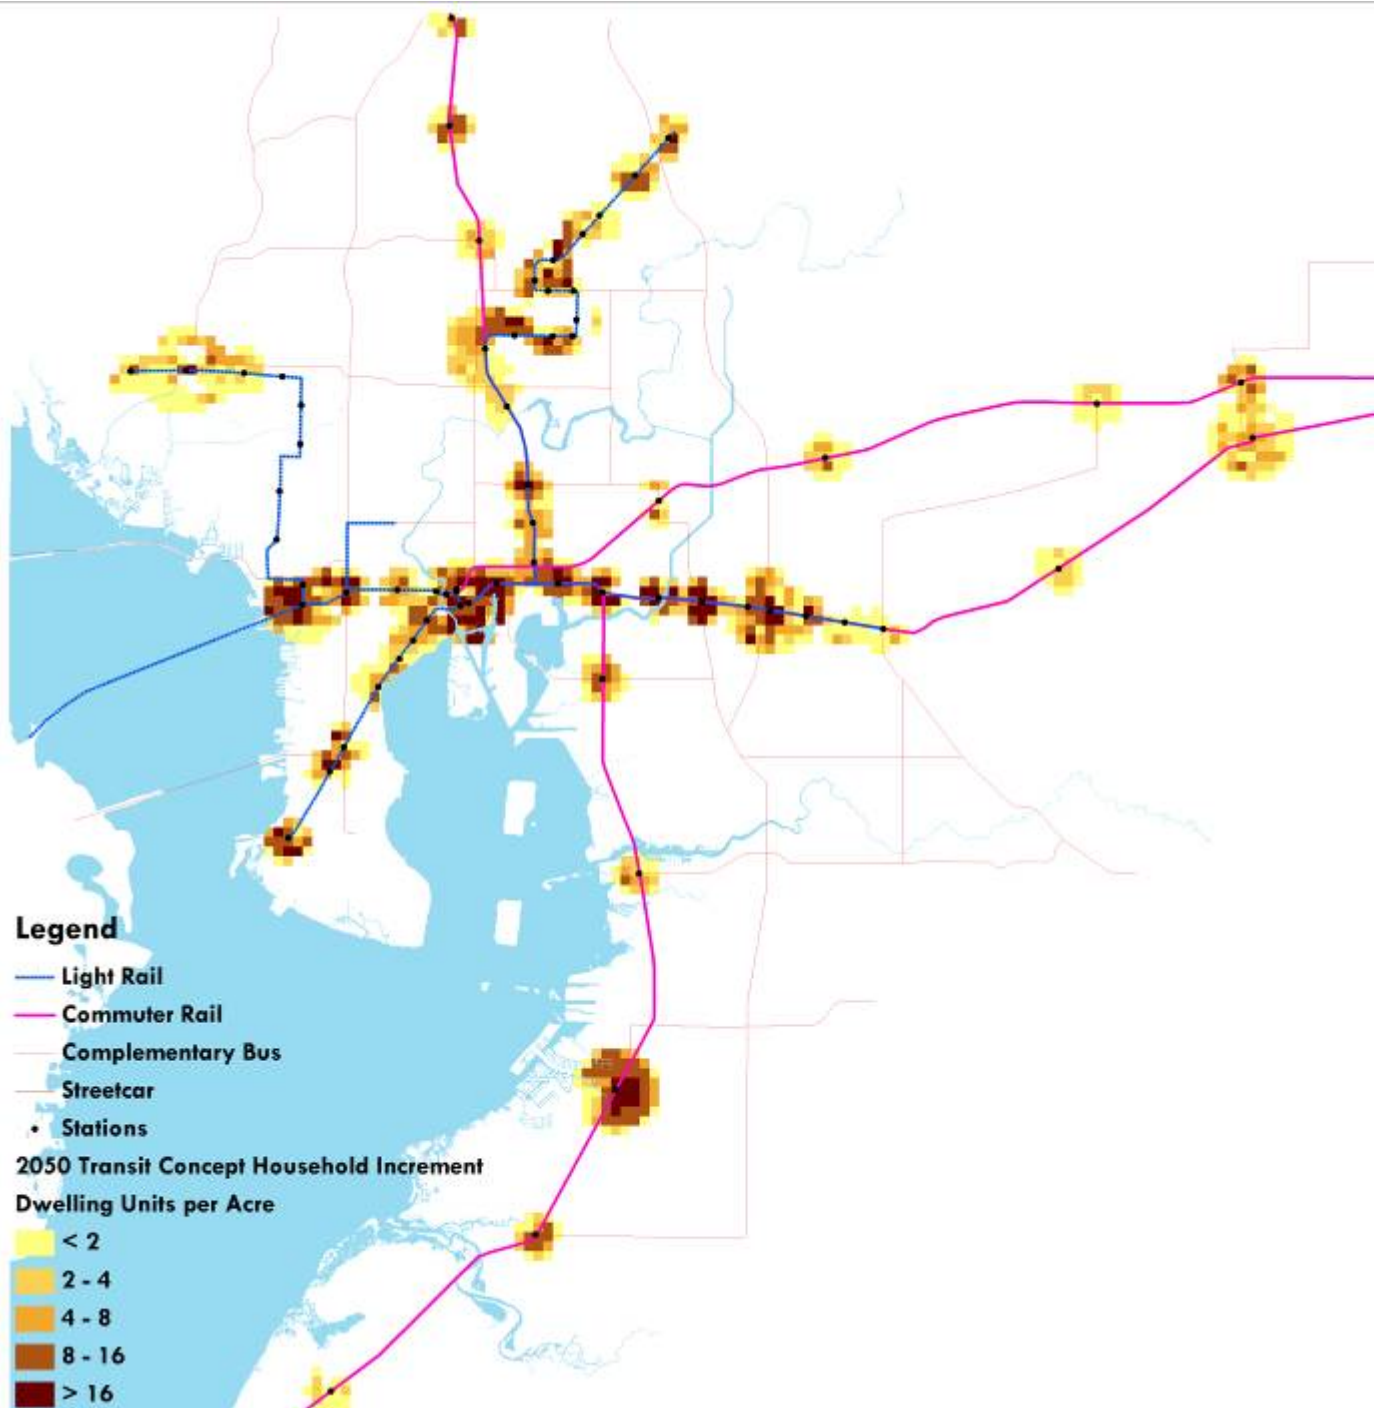 Legend
Light Rail
Commuter Rail
Complementary Bus
Streetcar
Stations
2050 Transit Concept Household Increment
Dwelling Units per Acre
< 2
2 - 4
4 - 8
8 - 16
> 16